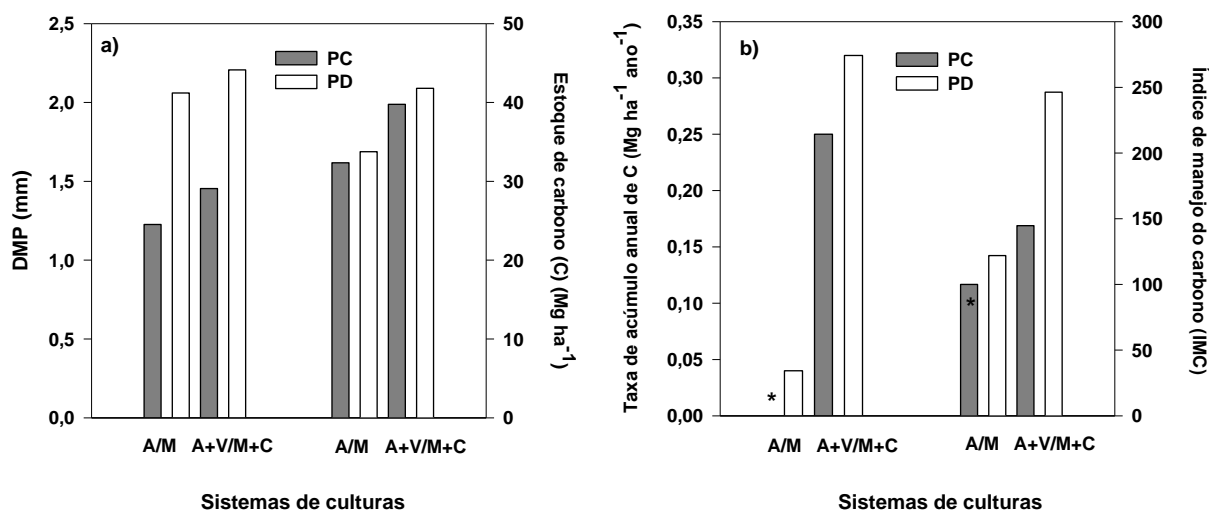 a)
PC
PD
2,5
2,0
1,5
1,0
0,5
0,0
DMP (mm)
50
40
30
20
10
0
Estoque de carbono (C) (Mg ha⁻¹)
A/M A+V/M+C A/M A+V/M+C
Sistemas de culturas
b)
PC
PD
0,35
0,30
0,25
0,20
0,15
0,10
0,05
0,00
Taxa de acúmulo anual de C (Mg ha⁻¹ ano⁻¹)
300
250
200
150
100
50
0
Índice de manejo do carbono (IMC)
*
*
A/M A+V/M+C A/M A+V/M+C
Sistemas de culturas